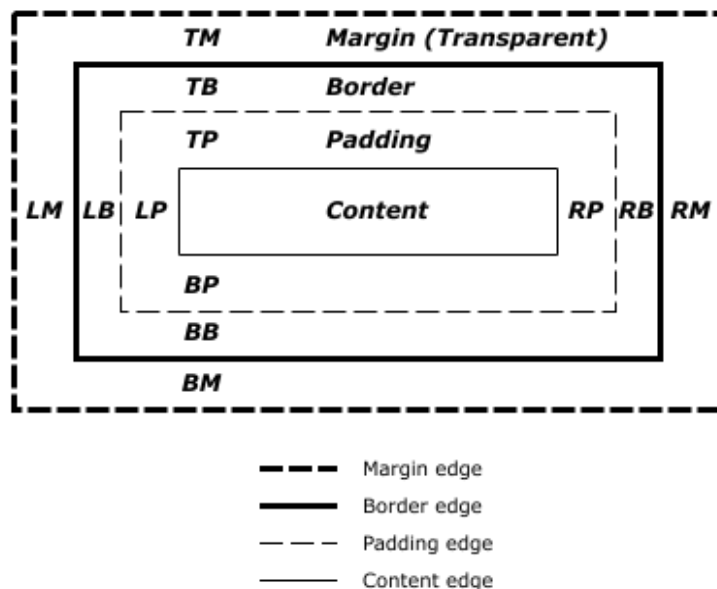 TM Margin (Transparent)
TB Border
TP Padding
LM LB LP Content RP RB RM
BP
BB
BM
Margin edge
Border edge
Padding edge
Content edge